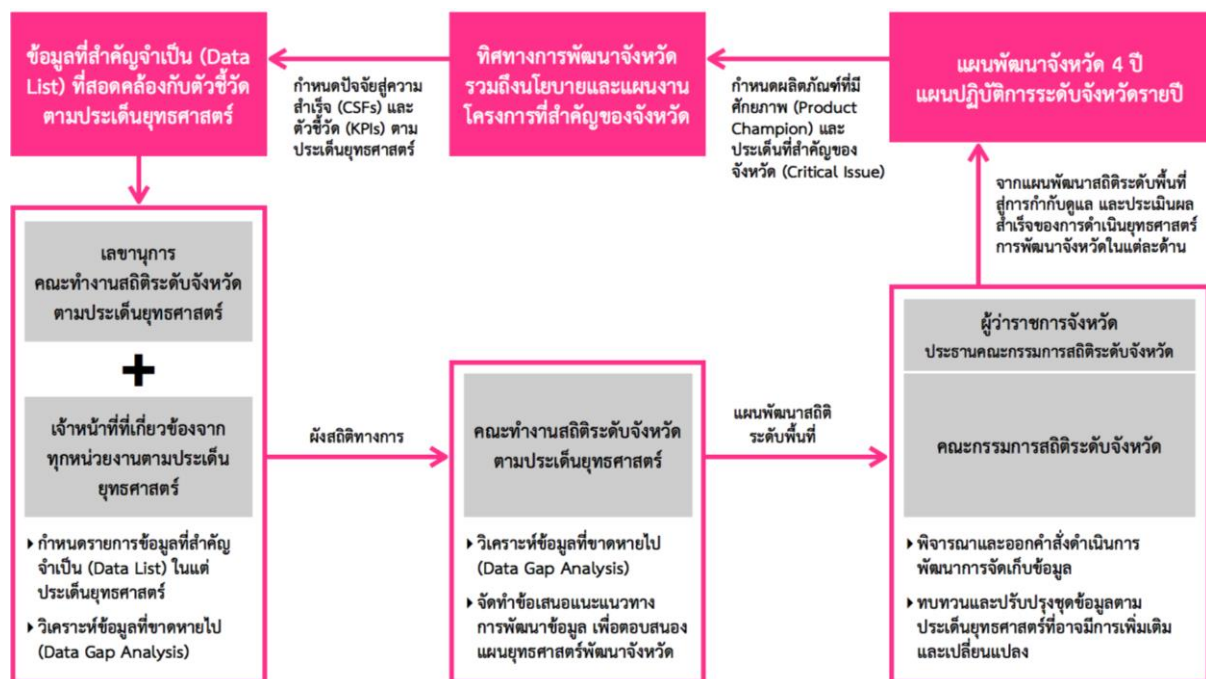 ข้อมูลที่สำคัญจำเป็น (Data
List) ที่สอดคล้องกับตัวชี้วัด
ตามประเด็นยุทธศาสตร์
กำหนดปัจจัยสู่ความ
สำเร็จ (CSFs) และ
ตัวชี้วัด (KPIs) ตาม
ประเด็นยุทธศาสตร์
ทิศทางการพัฒนาจังหวัด
รวมถึงนโยบายและแผนงาน
โครงการที่สำคัญของจังหวัด
กำหนดผลิตภัณฑ์ที่มี
ศักยภาพ (Product
Champion) และ
ประเด็นที่สำคัญของ
จังหวัด (Critical Issue)
แผนพัฒนาจังหวัด 4 ปี
แผนปฏิบัติการระดับจังหวัดรายปี
จากแผนพัฒนาสถิติระดับพื้นที่
สู่การกำกับดูแล และประเมินผล
สำเร็จของการดำเนินยุทธศาสตร์
การพัฒนาจังหวัดในแต่ละด้าน
เลขานุการ
คณะทำงานสถิติระดับจังหวัด
ตามประเด็นยุทธศาสตร์
+
เจ้าหน้าที่ที่เกี่ยวข้องจาก
ทุกหน่วยงานตามประเด็น
ยุทธศาสตร์
กำหนดรายการข้อมูลที่สำคัญ
จำเป็น (Data List) ในแต่
ประเด็นยุทธศาสตร์
วิเคราะห์ข้อมูลที่ขาดหายไป
(Data Gap Analysis)
ผังสถิติทางการ
คณะทำงานสถิติระดับจังหวัด
ตามประเด็นยุทธศาสตร์
วิเคราะห์ข้อมูลที่ขาดหายไป
(Data Gap Analysis)
จัดทำข้อเสนอแนะแนวทาง
การพัฒนาข้อมูล เพื่อตอบสนอง
แผนยุทธศาสตร์พัฒนาจังหวัด
แผนพัฒนาสถิติ
ระดับพื้นที่
ผู้ว่าราชการจังหวัด
ประธานคณะกรรมการสถิติระดับจังหวัด
คณะกรรมการสถิติระดับจังหวัด
พิจารณาและออกคำสั่งดำเนินการ
พัฒนาการจัดเก็บข้อมูล
ทบทวนและปรับปรุงชุดข้อมูลตาม
ประเด็นยุทธศาสตร์ที่อาจมีการเพิ่มเติม
และเปลี่ยนแปลง